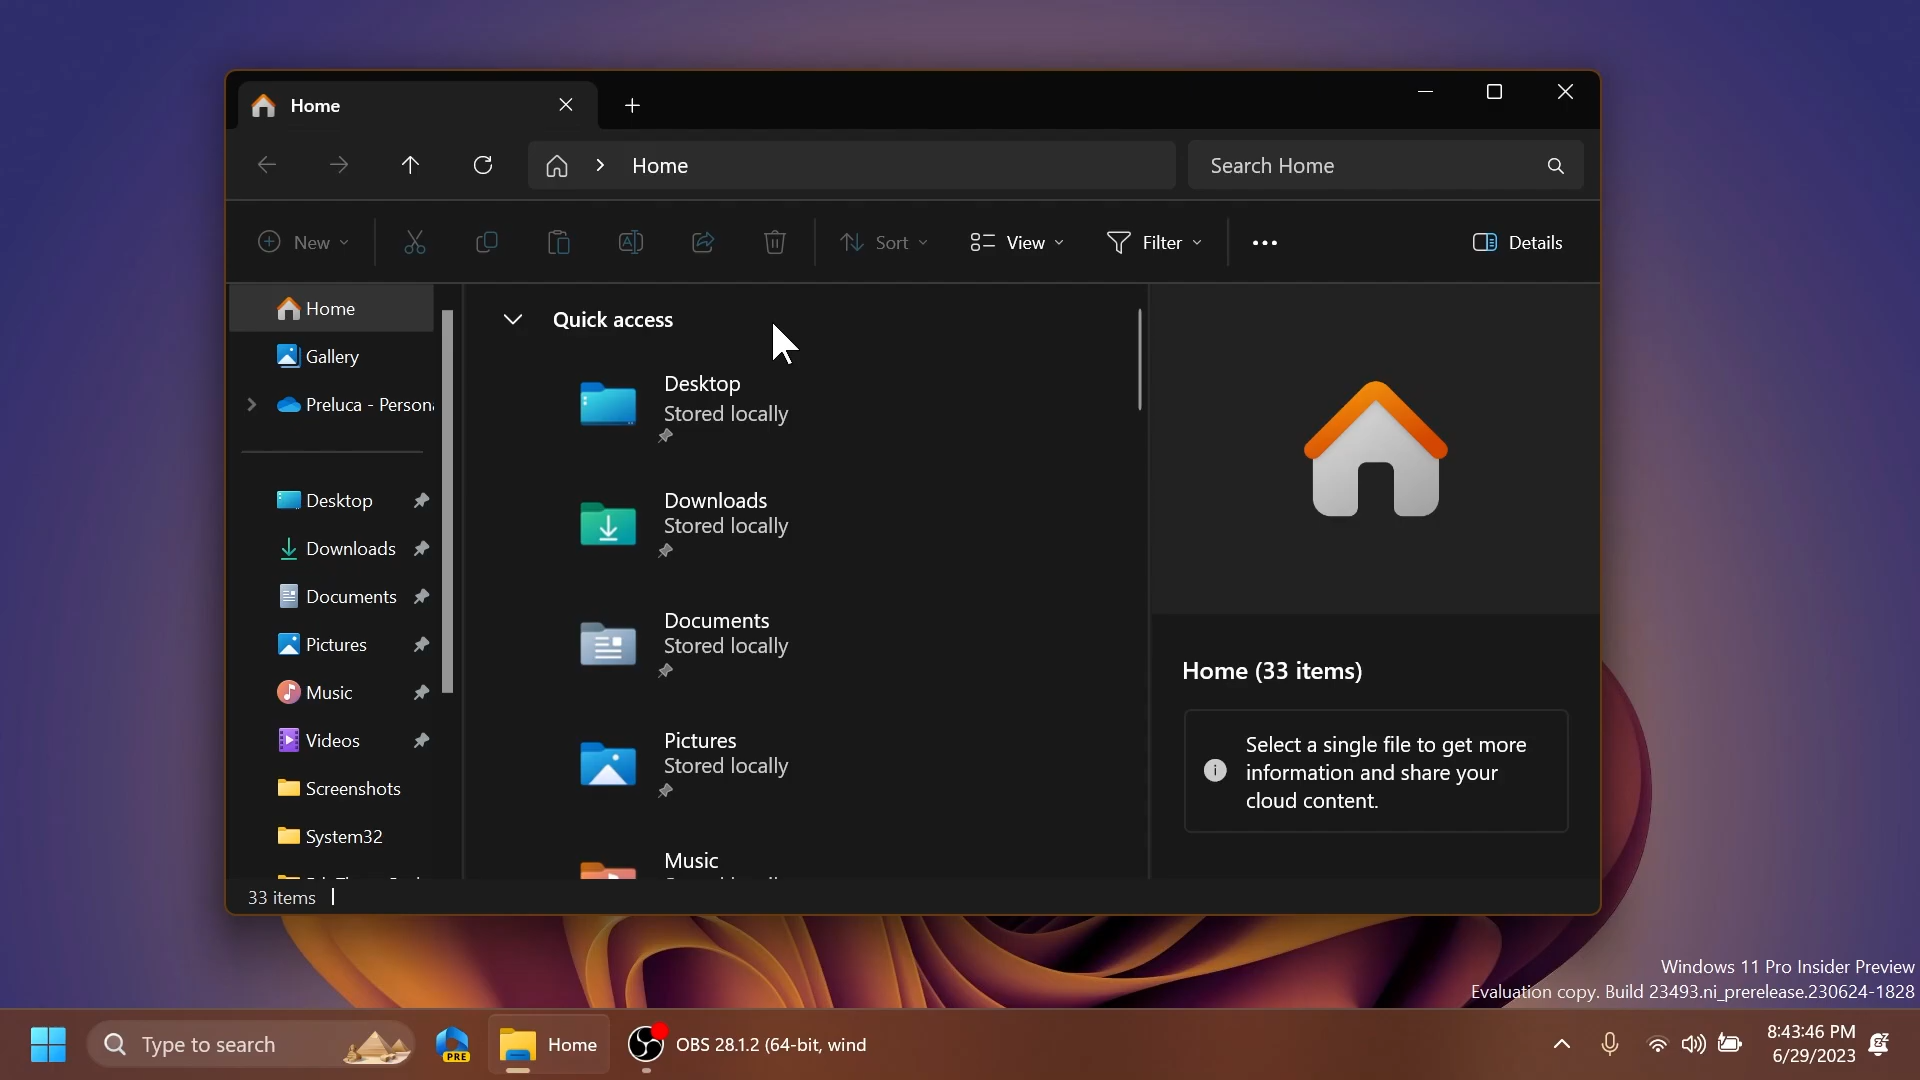 Home
Home
Search Home
New
Sort
View
Filter
Details
Home
Gallery
Preluca - Person
Desktop
Downloads
Documents
Pictures
Music
Videos
Screenshots
System32
Quick access
Desktop
Stored locally
Downloads
Stored locally
Documents
Stored locally
Pictures
Stored locally
Music
Home (33 items)
Select a single file to get more
information and share your
cloud content.
33 items
Windows 11 Pro Insider Preview
Evaluation copy. Build 23493.ni_prerelease.230624-1828
Type to search
PRE
Home
OBS 28.1.2 (64-bit, wind
8:43:46 PM
6/29/2023